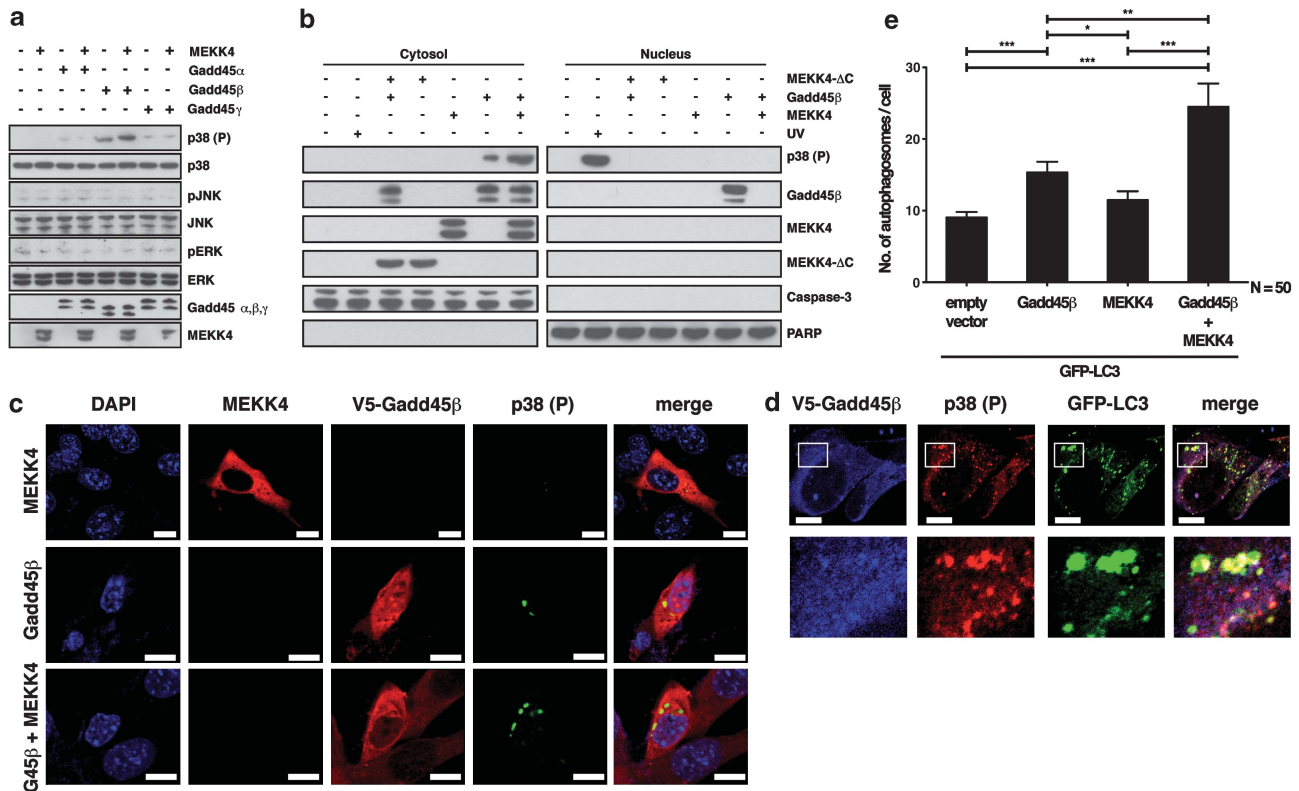 a
- + - + - + - + MEKK4
- - + + - - - - Gadd45α
- - - - + + - - Gadd45β
- - - - - - + + Gadd45γ
p38 (P)
p38
pJNK
JNK
pERK
ERK
Gadd45 α,β,γ
MEKK4
b
Cytosol
Nucleus
- - + + - - - - - + + - - - MEKK4-ΔC
- - + - - + + - - + - - + + Gadd45β
- - - - + - + - - - - + - + MEKK4
- + - - - - - - + - - - - - UV
p38 (P)
Gadd45β
MEKK4
MEKK4-ΔC
Caspase-3
PARP
e
**
*
*** ***
***
No. of autophagosomes / cell
30
20
10
0
empty vector
Gadd45β
MEKK4
Gadd45β + MEKK4
N = 50
GFP-LC3
c
DAPI MEKK4 V5-Gadd45β p38 (P) merge
MEKK4
Gadd45β
G45β + MEKK4
d
V5-Gadd45β p38 (P) GFP-LC3 merge